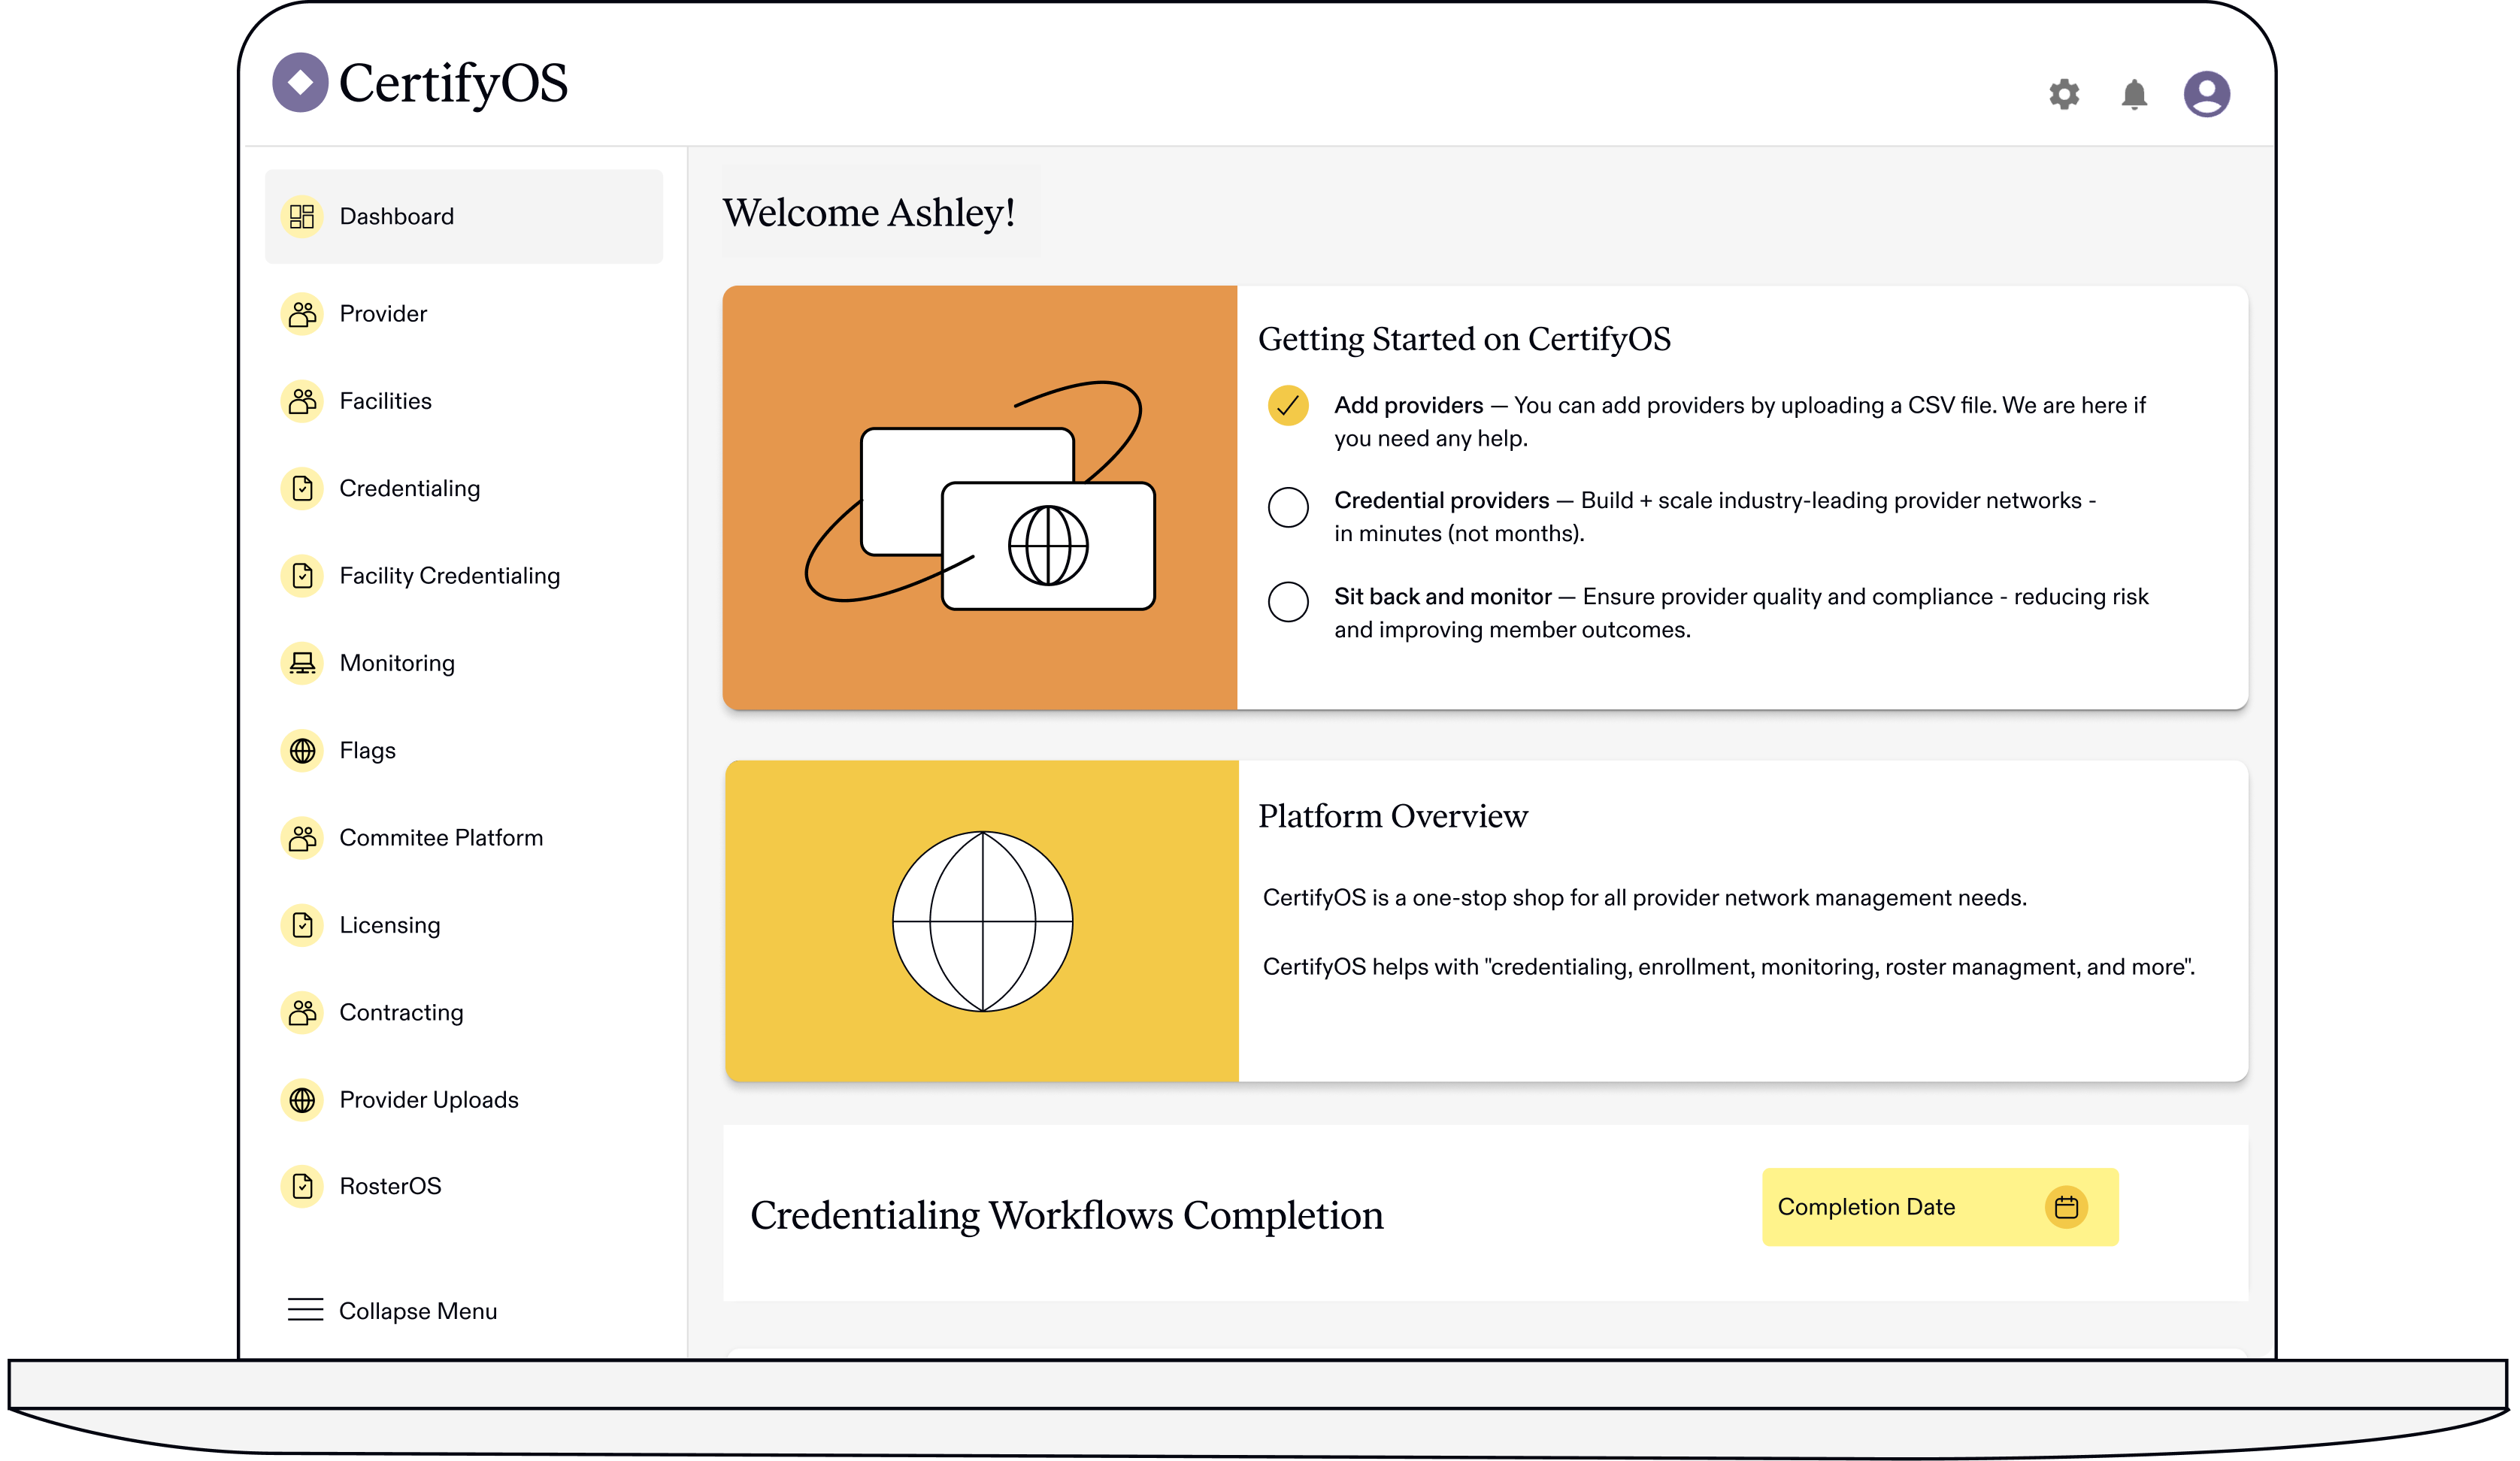 CertifyOS
Dashboard
Provider
Facilities
Credentialing
Facility Credentialing
Monitoring
Flags
Commitee Platform
Licensing
Contracting
Provider Uploads
RosterOS
Collapse Menu
Welcome Ashley!
Getting Started on CertifyOS
Add providers — You can add providers by uploading a CSV file. We are here if
you need any help.
Credential providers — Build + scale industry-leading provider networks -
in minutes (not months).
Sit back and monitor — Ensure provider quality and compliance - reducing risk
and improving member outcomes.
Platform Overview
CertifyOS is a one-stop shop for all provider network management needs.
CertifyOS helps with "credentialing, enrollment, monitoring, roster managment, and more".
Credentialing Workflows Completion
Completion Date